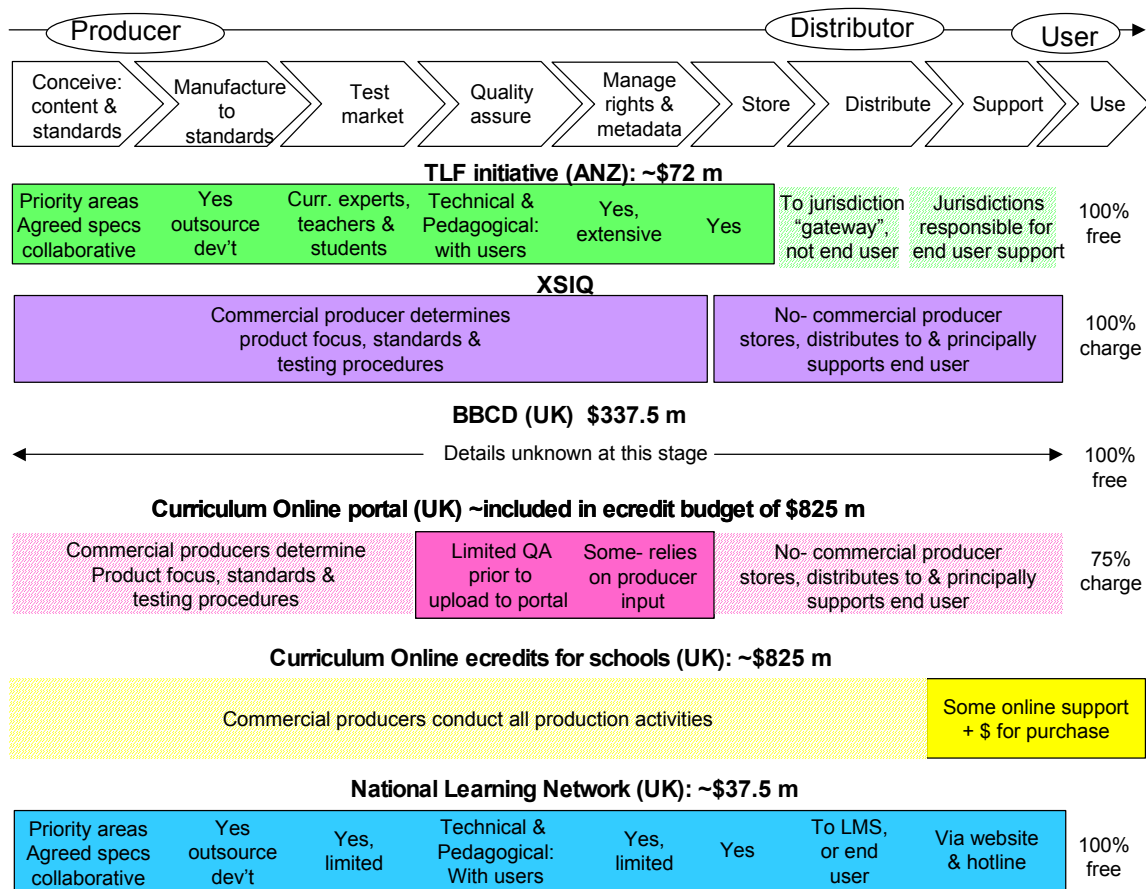 Producer
Distributor
User
Conceive:
content &
standards
Manufacture
to
standards
Test
market
Quality
assure
Manage
rights &
metadata
Store
Distribute
Support
Use
TLF initiative (ANZ): ~$72 m
Priority areas
Agreed specs
collaborative
Yes
outsource
dev't
Curr. experts,
teachers &
students
Technical &
Pedagogical:
with users
Yes,
extensive
Yes
To jurisdiction
“gateway”,
not end user
Jurisdictions
responsible for
end user support
100%
free
XSIQ
Commercial producer determines
product focus, standards &
testing procedures
No- commercial producer
stores, distributes to & principally
supports end user
100%
charge
BBCD (UK) $337.5 m
Details unknown at this stage
100%
free
Curriculum Online portal (UK) ~included in ecredit budget of $825 m
Commercial producers determine
Product focus, standards &
testing procedures
Limited QA
prior to
upload to portal
Some- relies
on producer
input
No- commercial producer
stores, distributes to & principally
supports end user
75%
charge
Curriculum Online ecredits for schools (UK): ~$825 m
Commercial producers conduct all production activities
Some online support
+ $ for purchase
National Learning Network (UK): ~$37.5 m
Priority areas
Agreed specs
collaborative
Yes
outsource
dev't
Yes,
limited
Technical &
Pedagogical:
With users
Yes,
limited
Yes
To LMS,
or end
user
Via website
& hotline
100%
free